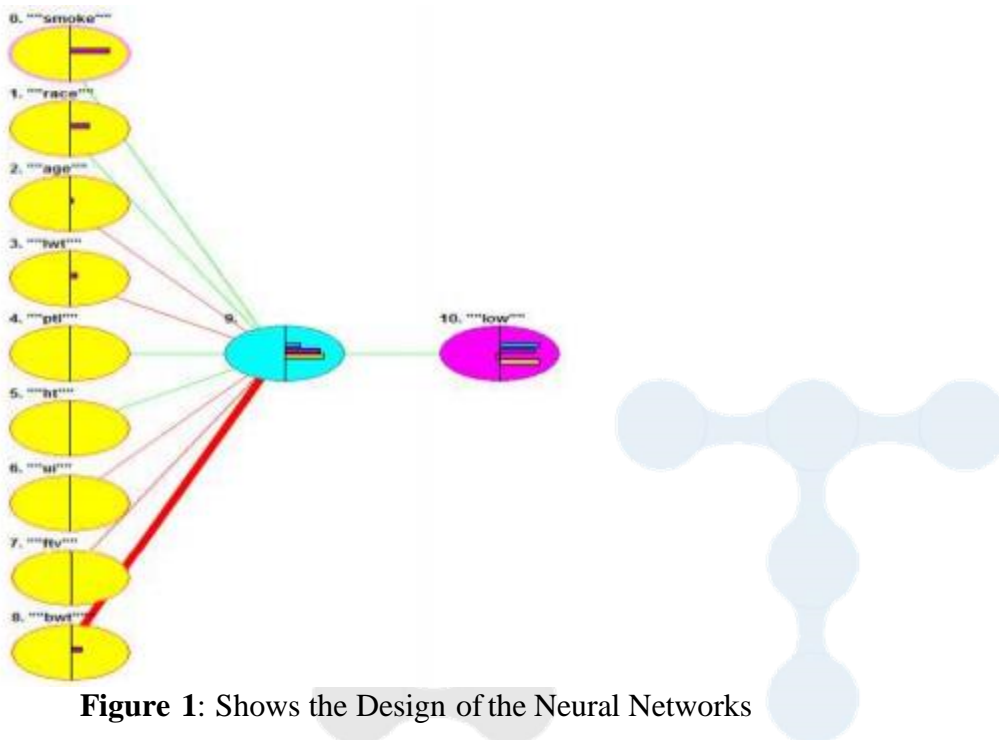 0. ""smoke""
1. ""race""
2. ""age""
3. ""lwt""
4. ""ptl""
5. ""ht""
6. ""ui""
7. ""ftv""
8. ""bwt""
9.
10. ""low""
Figure 1: Shows the Design of the Neural Networks